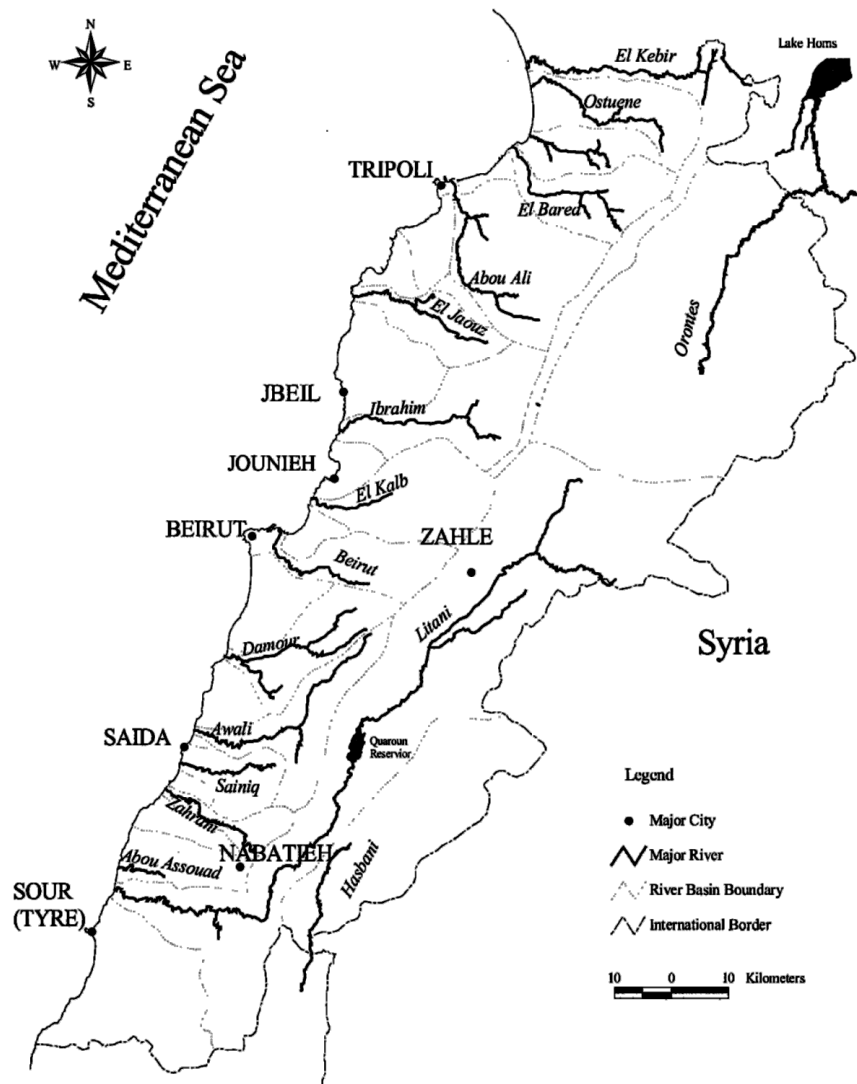 N
W E
S
Mediterranean Sea
Lake Homs
El Kebir
Ostuene
TRIPOLI
El Bared
Abou Ali
El Jaouz
Orontes
JBEIL
Ibrahim
JOUNIEH
El Kalb
BEIRUT
ZAHLE
Beirut
Litani
Damour
Syria
Awali
SAIDA
Quaroun
Reservior
Sainiq
Zahrani
NABATIEH
Abou Assouad
Hasbani
SOUR
(TYRE)
Legend
Major City
Major River
River Basin Boundary
International Border
10 0 10 Kilometers